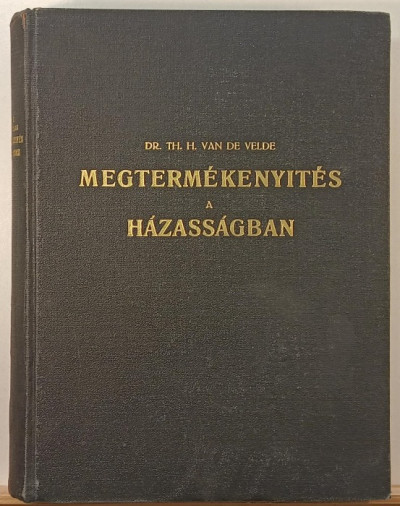 DR. TH. H. VAN DE VELDE
MEGTERMÉKENYITÉS
A
HÁZASSÁGBAN